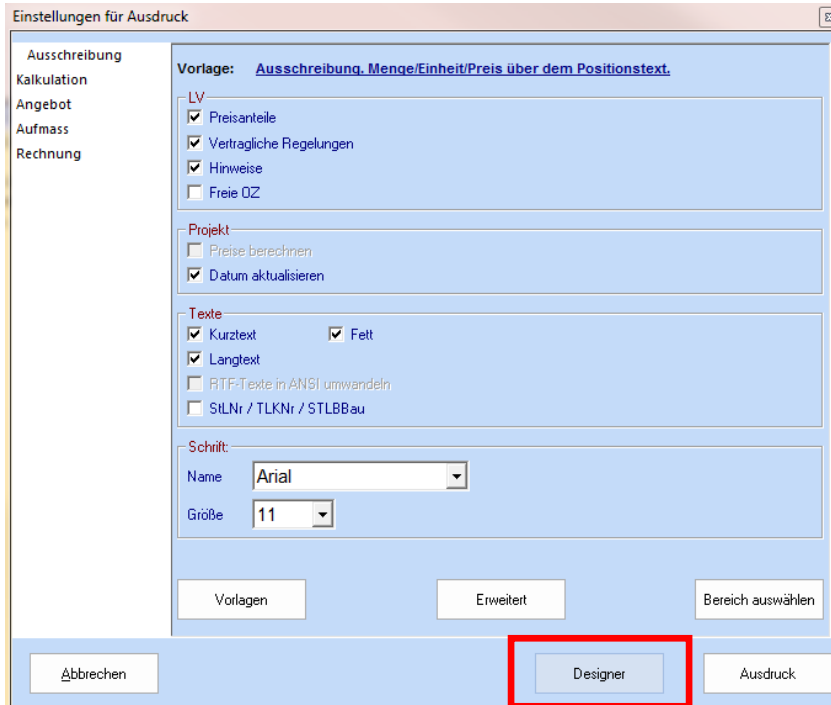 Einstellungen für Ausdruck
Ausschreibung
Kalkulation
Angebot
Aufmass
Rechnung
Vorlage: Ausschreibung. Menge/Einheit/Preis über dem Positionstext.
LV
Preisanteile
Vertragliche Regelungen
Hinweise
Freie OZ
Projekt
Preise berechnen
Datum aktualisieren
Texte
Kurztext Fett
Langtext
RTF-Texte in ANSI umwandeln
StLNr / TLKNr / STLBBau
Schrift:
Name Arial
Größe 11
Vorlagen Erweitert Bereich auswählen
Abbrechen Designer Ausdruck